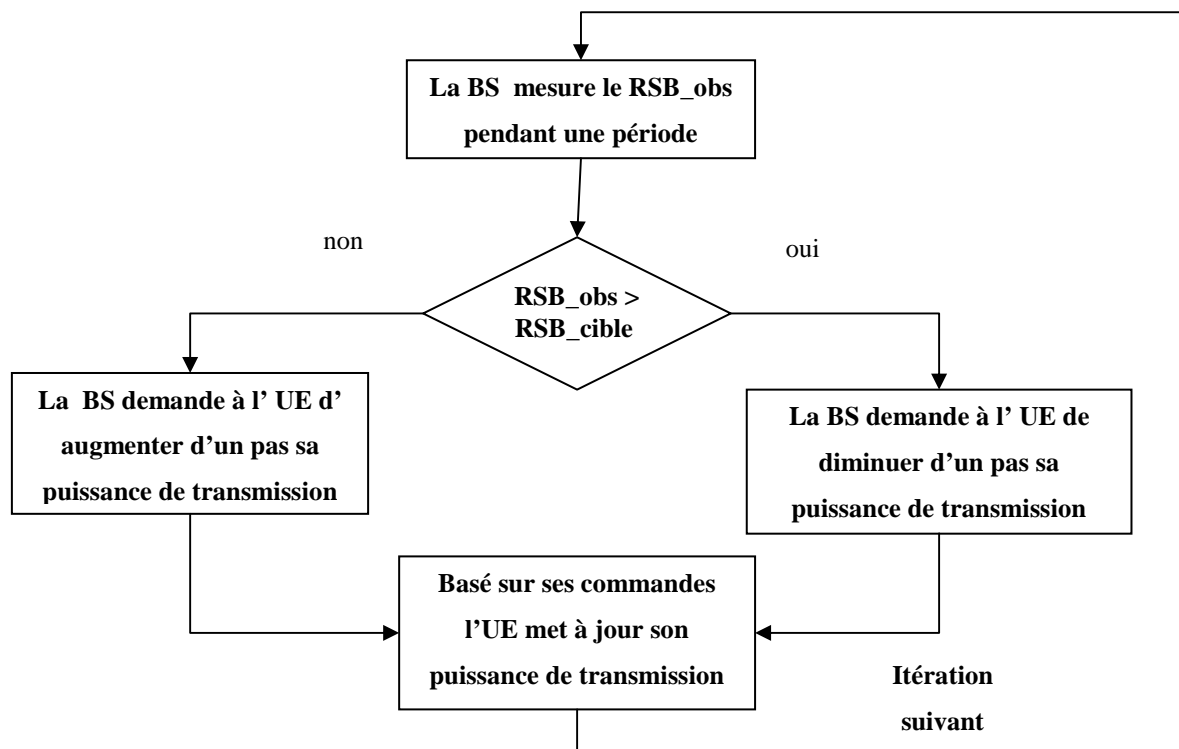 La BS mesure le RSB_obs
pendant une période
non
oui
RSB_obs >
RSB_cible
La BS demande à l’ UE d’
augmenter d’un pas sa
puissance de transmission
La BS demande à l’ UE de
diminuer d’un pas sa
puissance de transmission
Basé sur ses commandes
l’UE met à jour son
puissance de transmission
Itération
suivant